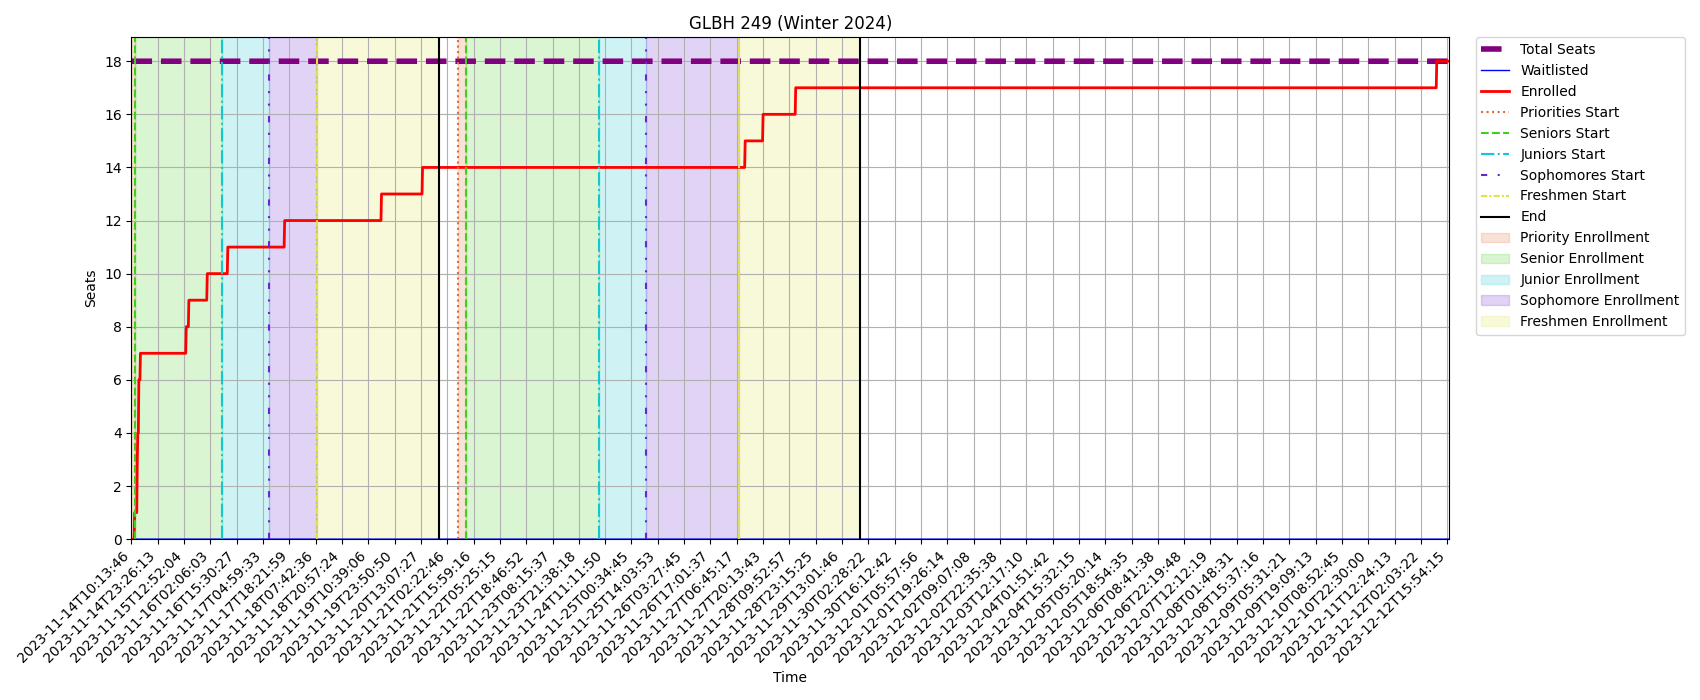 GLBH 249 (Winter 2024)
Seats
18
16
14
12
10
8
6
4
2
0
Total Seats
Waitlisted
Enrolled
Priorities Start
Seniors Start
Juniors Start
Sophomores Start
Freshmen Start
End
Priority Enrollment
Senior Enrollment
Junior Enrollment
Sophomore Enrollment
Freshmen Enrollment
2023-11-14T10:13:46
2023-11-14T23:26:13
2023-11-15T12:52:04
2023-11-16T02:06:03
2023-11-16T15:30:27
2023-11-17T04:59:33
2023-11-17T18:21:59
2023-11-18T07:42:36
2023-11-18T20:57:24
2023-11-19T10:39:06
2023-11-19T23:50:50
2023-11-20T13:07:27
2023-11-21T02:22:46
2023-11-21T15:59:16
2023-11-22T05:25:15
2023-11-22T18:46:52
2023-11-23T08:15:37
2023-11-23T21:38:18
2023-11-24T11:11:50
2023-11-25T00:34:45
2023-11-25T14:03:53
2023-11-26T03:27:45
2023-11-26T17:01:37
2023-11-27T06:45:17
2023-11-27T20:13:43
2023-11-28T09:52:57
2023-11-28T23:15:25
2023-11-29T13:01:46
2023-11-30T02:28:22
2023-11-30T16:12:42
2023-12-01T05:57:56
2023-12-01T19:26:14
2023-12-02T09:07:08
2023-12-02T22:35:38
2023-12-03T12:17:10
2023-12-04T01:51:42
2023-12-04T15:32:15
2023-12-05T05:20:14
2023-12-05T18:54:35
2023-12-06T08:41:38
2023-12-06T22:19:48
2023-12-07T12:12:19
2023-12-08T01:48:31
2023-12-08T15:37:16
2023-12-09T05:31:21
2023-12-09T19:09:13
2023-12-10T08:52:45
2023-12-10T22:30:00
2023-12-11T12:24:13
2023-12-12T02:03:22
2023-12-12T15:54:15
Time